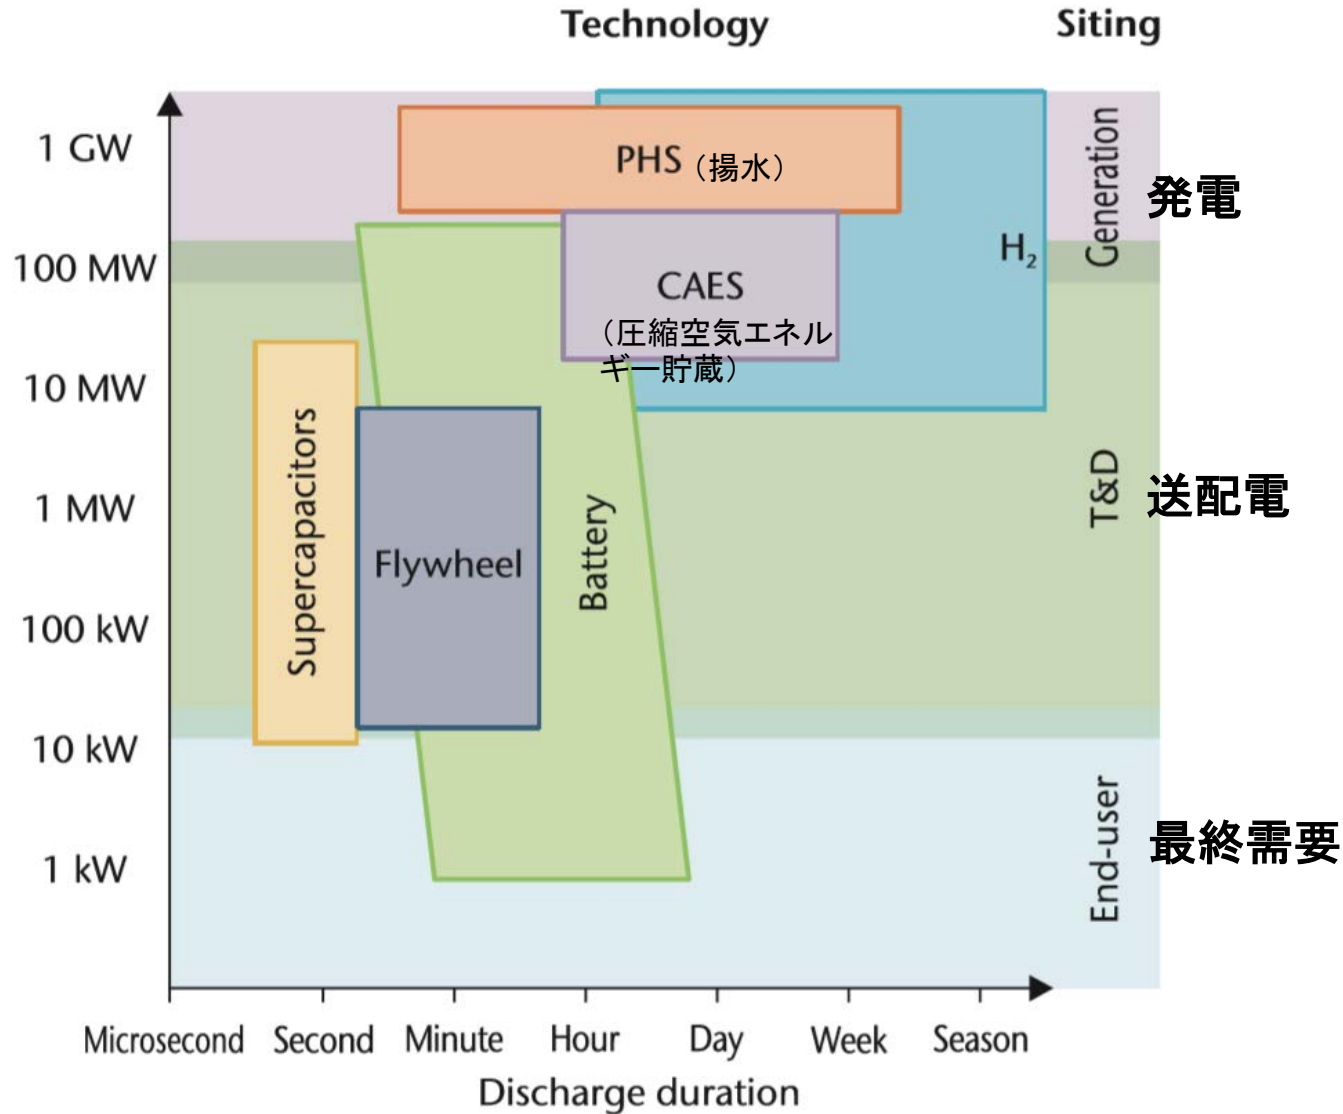 Technology
Siting
1 GW
100 MW
10 MW
1 MW
100 kW
10 kW
1 kW
PHS（揚水）
CAES
（圧縮空気エネル
ギー貯蔵）
H₂
Supercapacitors
Flywheel
Battery
Generation
発電
T&D
送配電
End-user
最終需要
Microsecond
Second
Minute
Hour
Day
Week
Season
Discharge duration